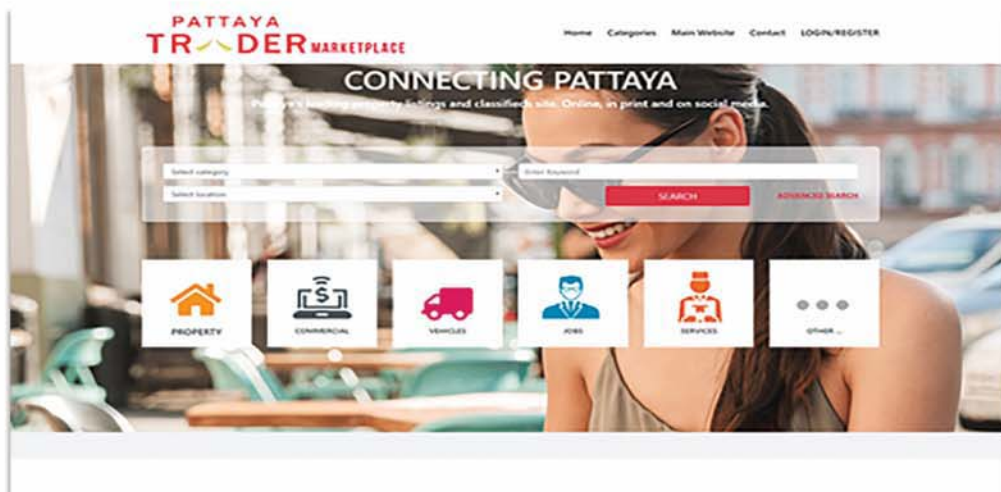 PATTAYA
TRADER MARKETPLACE
Home Categories Main Website Contact LOGIN/REGISTER
CONNECTING PATTAYA
Pattaya's leading property listings and classifieds site. Online, in print and on social media.
Select category
Enter Keyword
Select location
SEARCH
ADVANCED SEARCH
PROPERTY
COMMERCIAL
VEHICLES
JOBS
SERVICES
OTHER ...